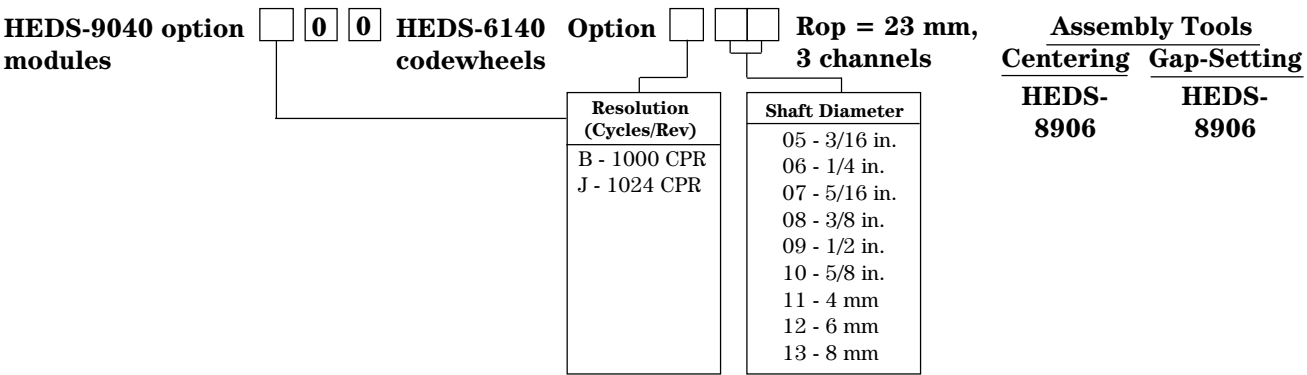 HEDS-9040 option 0 0 HEDS-6140 Option Rop = 23 mm,
modules codewheels 3 channels
Assembly Tools
Centering Gap-Setting
HEDS- HEDS-
8906 8906
Resolution
(Cycles/Rev)
B - 1000 CPR
J - 1024 CPR
Shaft Diameter
05 - 3/16 in.
06 - 1/4 in.
07 - 5/16 in.
08 - 3/8 in.
09 - 1/2 in.
10 - 5/8 in.
11 - 4 mm
12 - 6 mm
13 - 8 mm